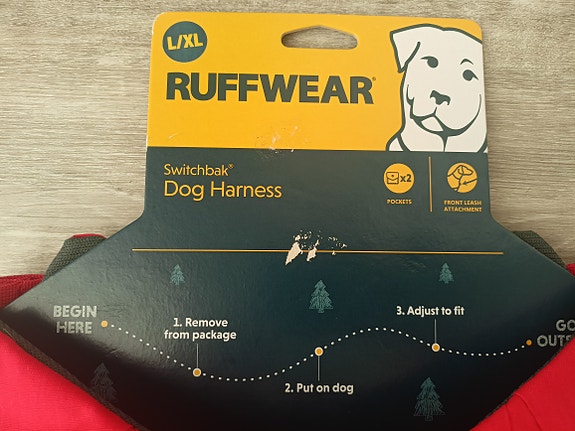 L/XL
RUFFWEAR®
Switchbak®
Dog Harness
x2
POCKETS
FRONT LEASH
ATTACHMENT
BEGIN
HERE
1. Remove
from package
2. Put on dog
3. Adjust to fit
GO